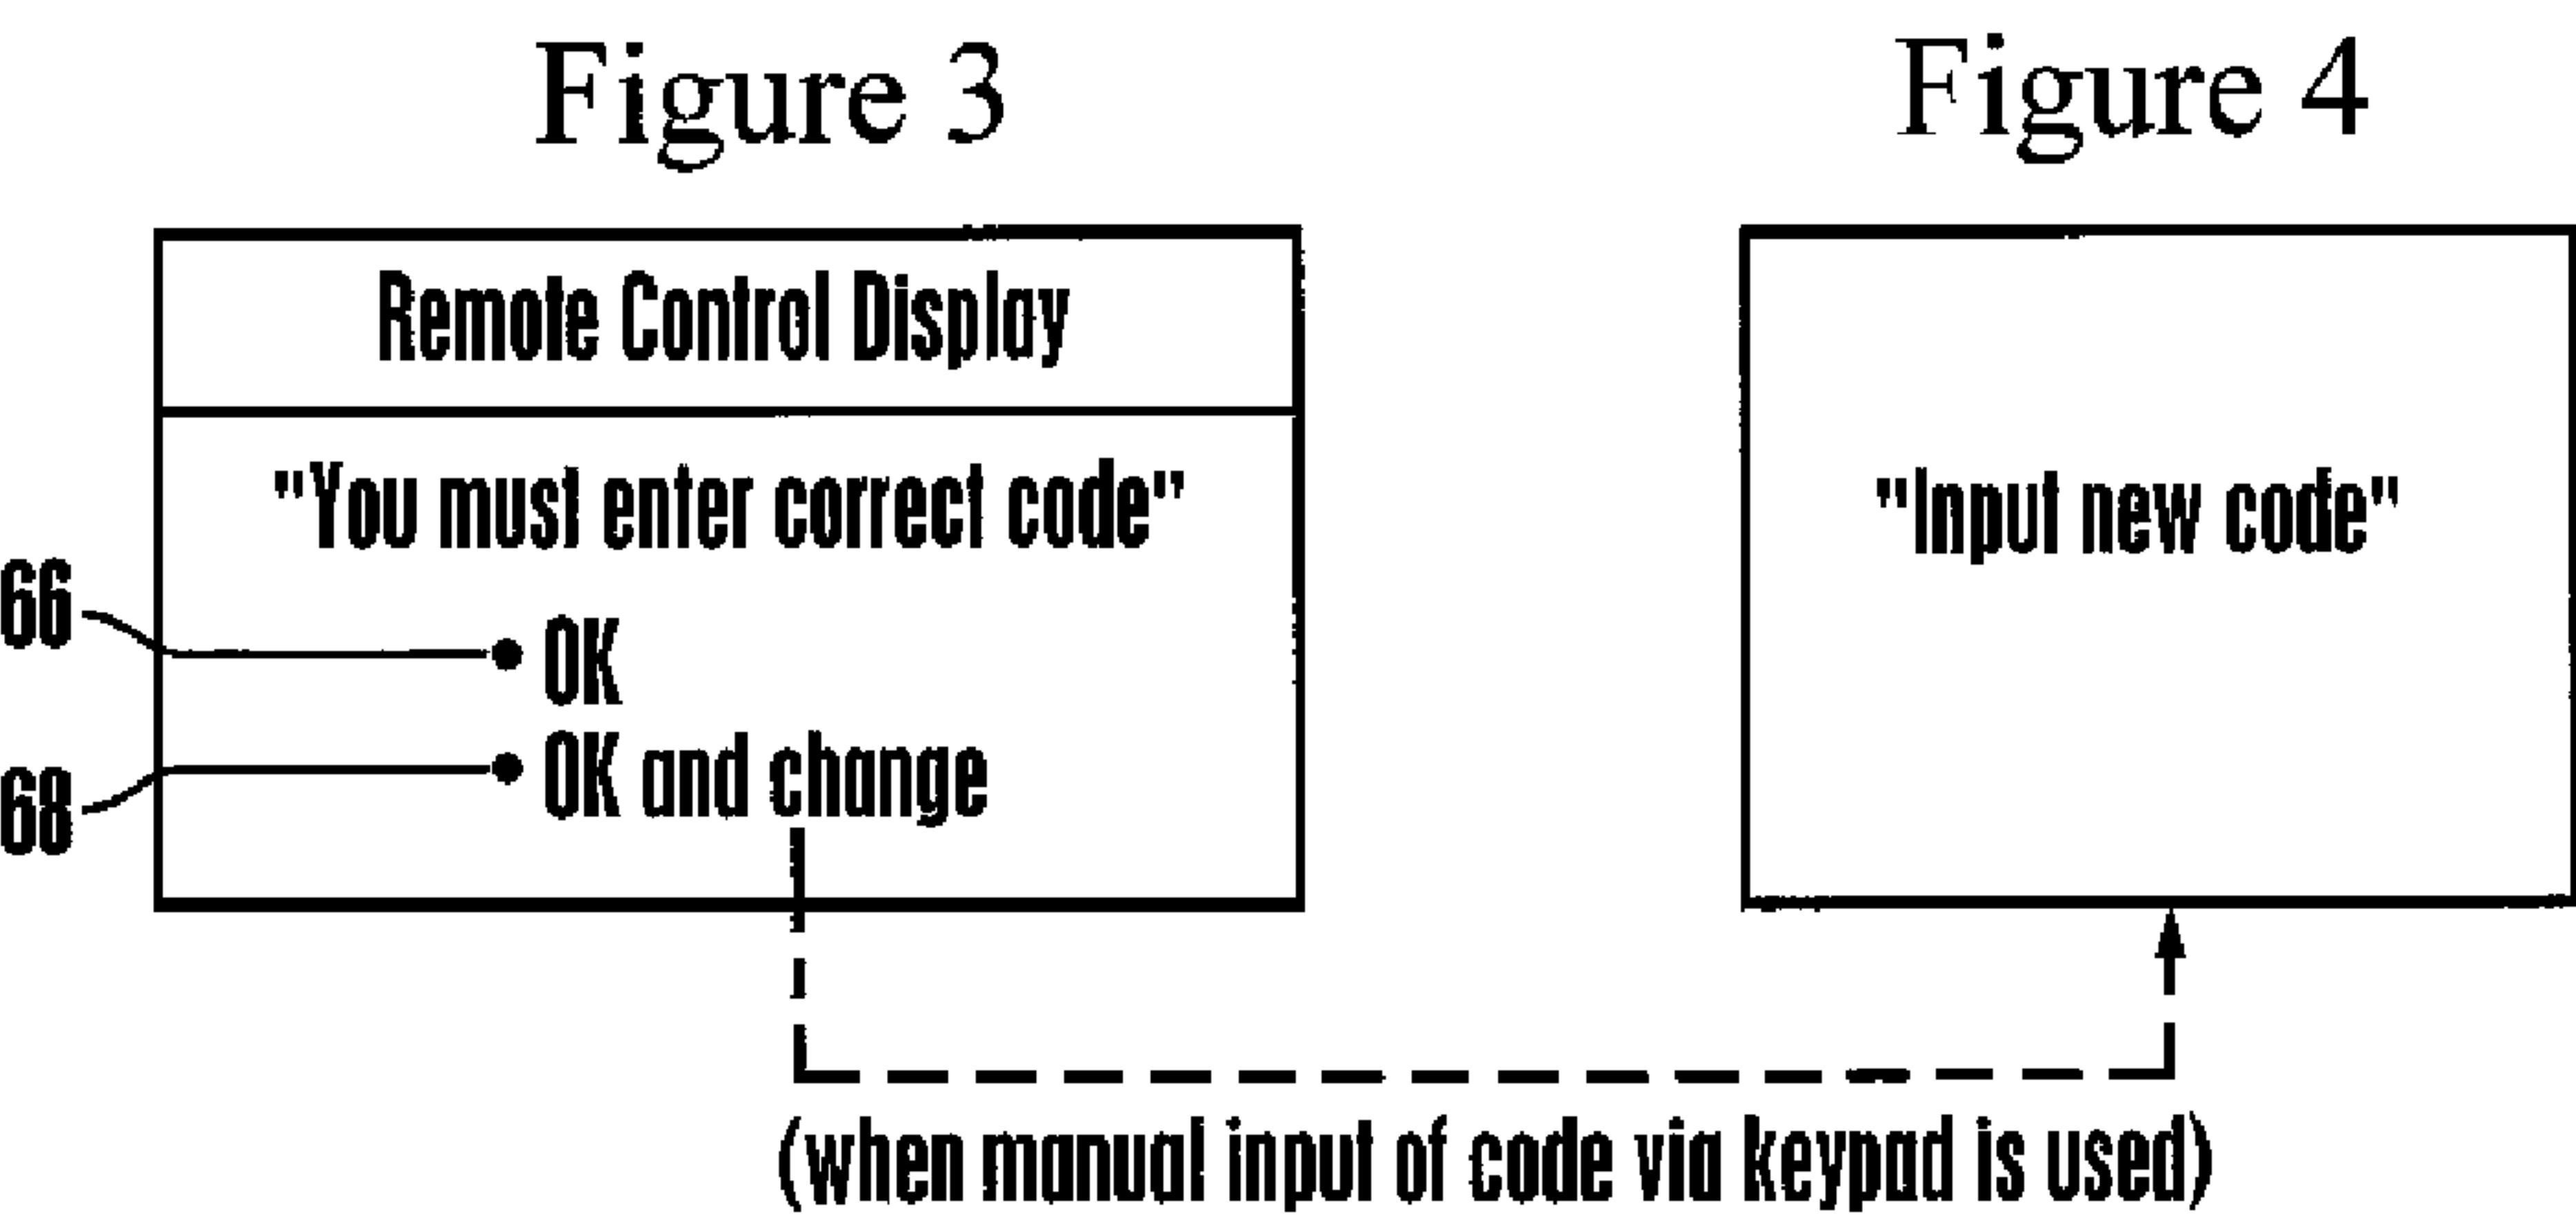 Figure 3
Remote Control Display
"You must enter correct code"
66
OK
68
OK and change
Figure 4
"Input new code"
(when manual input of code via keypad is used)